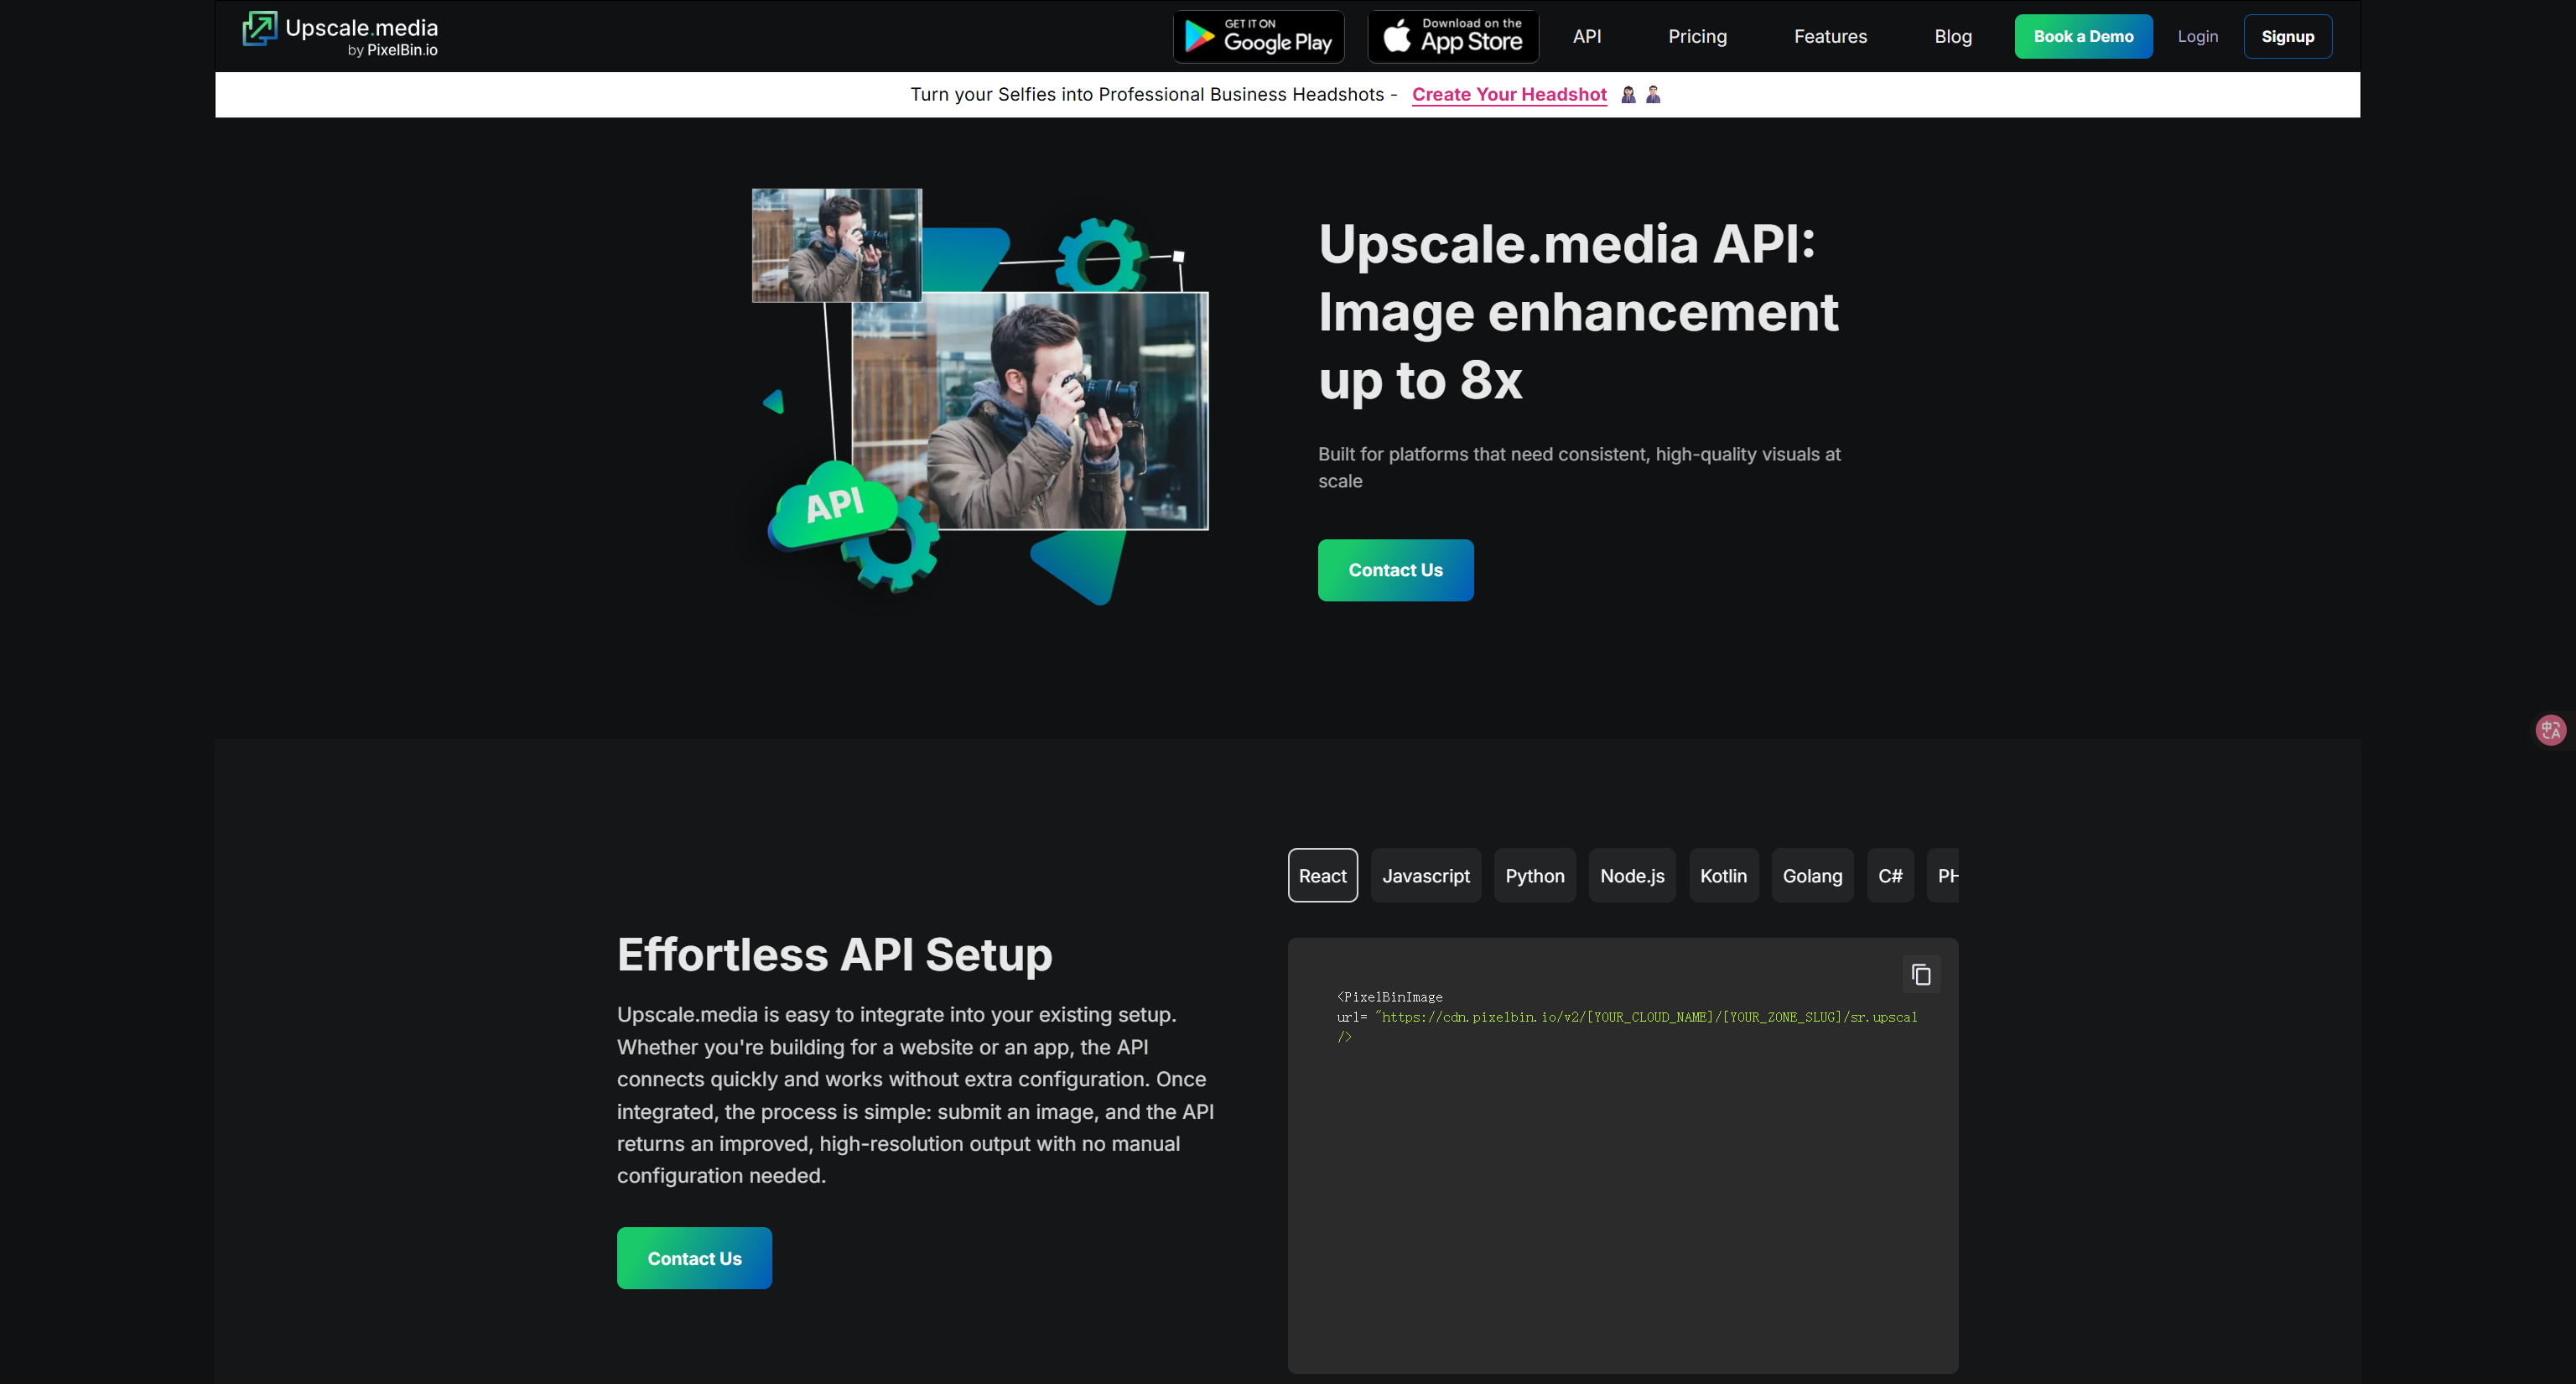 Upscale.media
by PixelBin.io
GET IT ON
Google Play
Download on the
App Store
API
Pricing
Features
Blog
Book a Demo
Login
Signup
Turn your Selfies into Professional Business Headshots - Create Your Headshot
Upscale.media API:
Image enhancement
up to 8x
Built for platforms that need consistent, high-quality visuals at
scale
Contact Us
API
Effortless API Setup
Upscale.media is easy to integrate into your existing setup.
Whether you're building for a website or an app, the API
connects quickly and works without extra configuration. Once
integrated, the process is simple: submit an image, and the API
returns an improved, high-resolution output with no manual
configuration needed.
Contact Us
React
Javascript
Python
Node.js
Kotlin
Golang
C#
PH
<PixelBinImage
url= "https://cdn.pixelbin.io/v2/[YOUR_CLOUD_NAME]/[YOUR_ZONE_SLUG]/sr.upscal
/>
中A